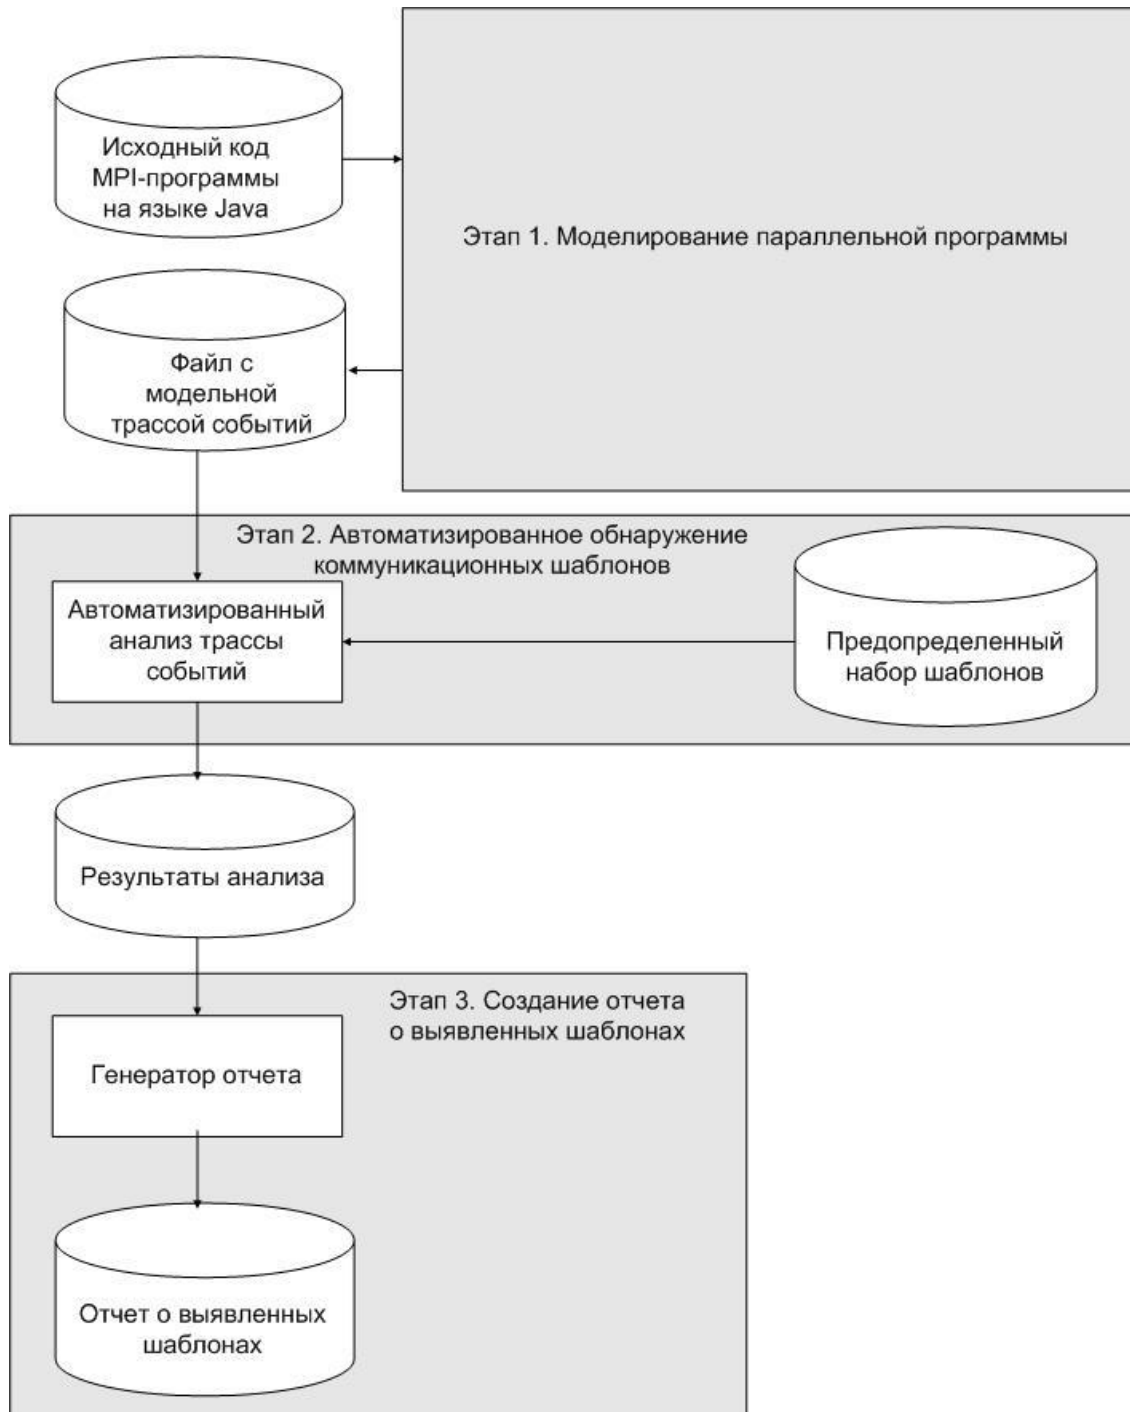 Исходный код
MPI-программы
на языке Java
Этап 1. Моделирование параллельной программы
Файл с
модельной
трассой событий
Этап 2. Автоматизированное обнаружение
коммуникационных шаблонов
Автоматизированный
анализ трассы
событий
Предопределенный
набор шаблонов
Результаты анализа
Этап 3. Создание отчета
о выявленных шаблонах
Генератор отчета
Отчет о выявленных
шаблонах